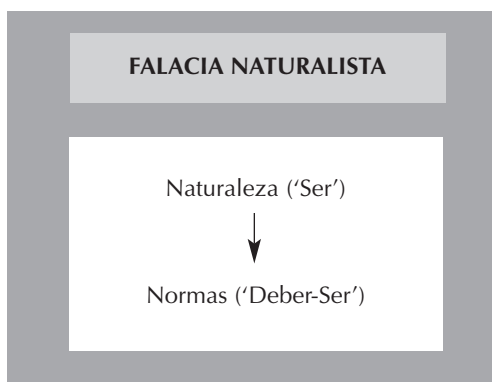 FALACIA NATURALISTA
Naturaleza (‘Ser’)
Normas (‘Deber-Ser’)